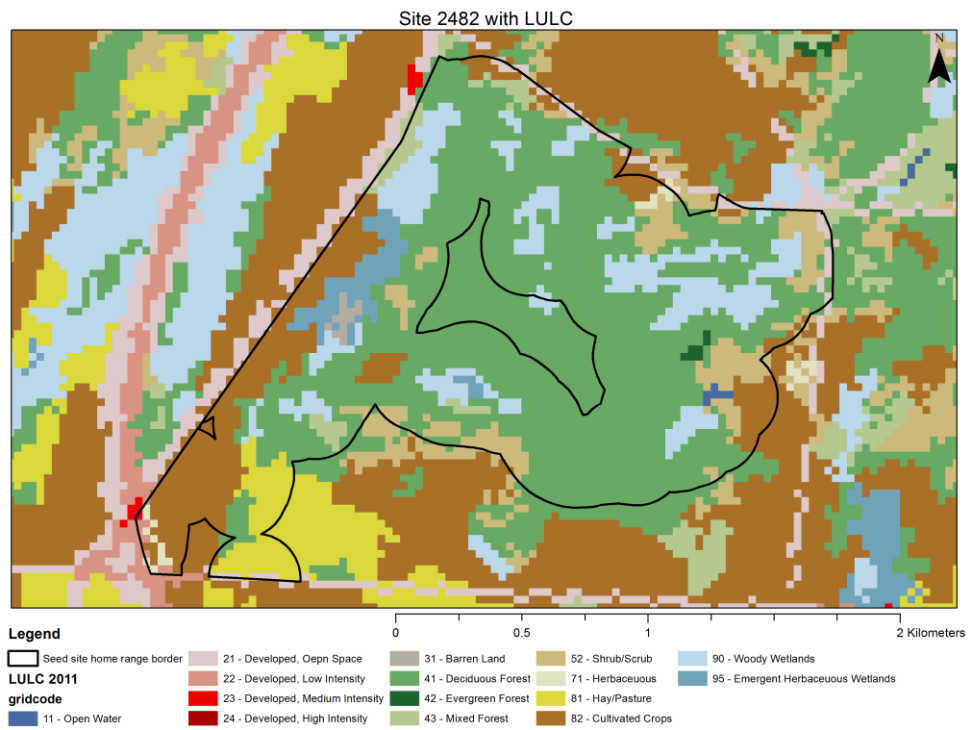 Site 2482 with LULC
N
Legend
0 0.5 1 2 Kilometers
Seed site home range border
LULC 2011
gridcode
11 - Open Water
21 - Developed, Oepn Space
22 - Developed, Low Intensity
23 - Developed, Medium Intensity
24 - Developed, High Intensity
31 - Barren Land
41 - Deciduous Forest
42 - Evergreen Forest
43 - Mixed Forest
52 - Shrub/Scrub
71 - Herbaceuous
81 - Hay/Pasture
82 - Cultivated Crops
90 - Woody Wetlands
95 - Emergent Herbaceuous Wetlands